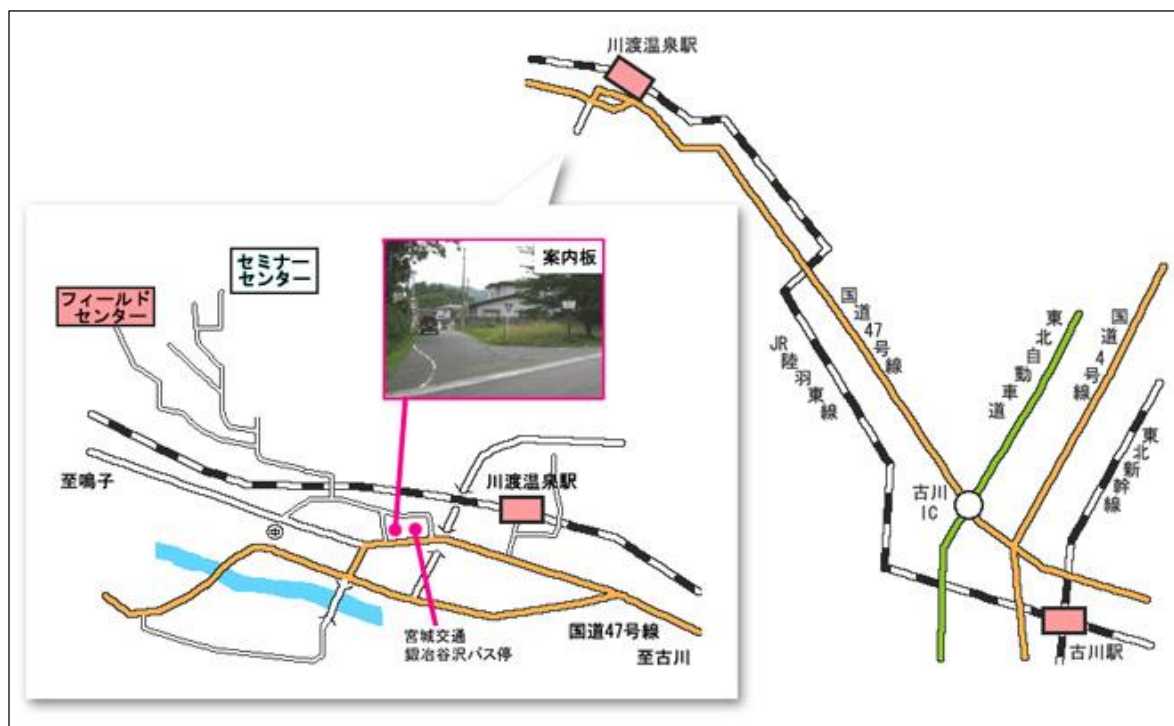 川渡温泉駅
セミナー
センター
案内板
フィールド
センター
国道47号線
JR陸羽東線
東北自動車道
国道4号線
東北新幹線
至鳴子
川渡温泉駅
古川
IC
中
宮城交通
鍛冶谷沢バス停
国道47号線
至古川
古川駅